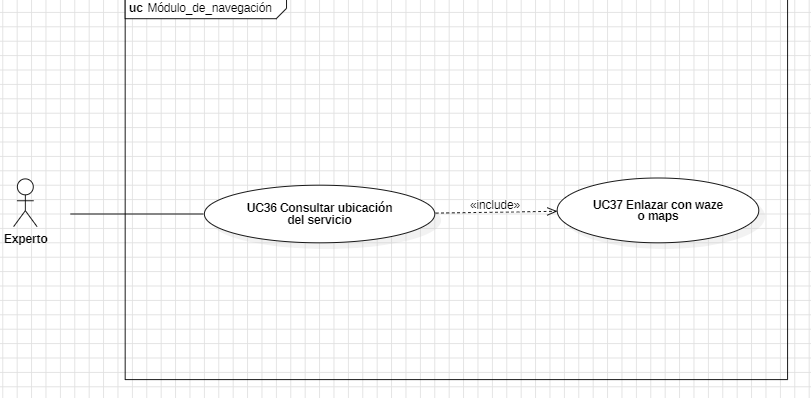 uc Módulo_de_navegación
UC36 Consultar ubicación
del servicio
«include»
UC37 Enlazar con waze
o maps
Experto